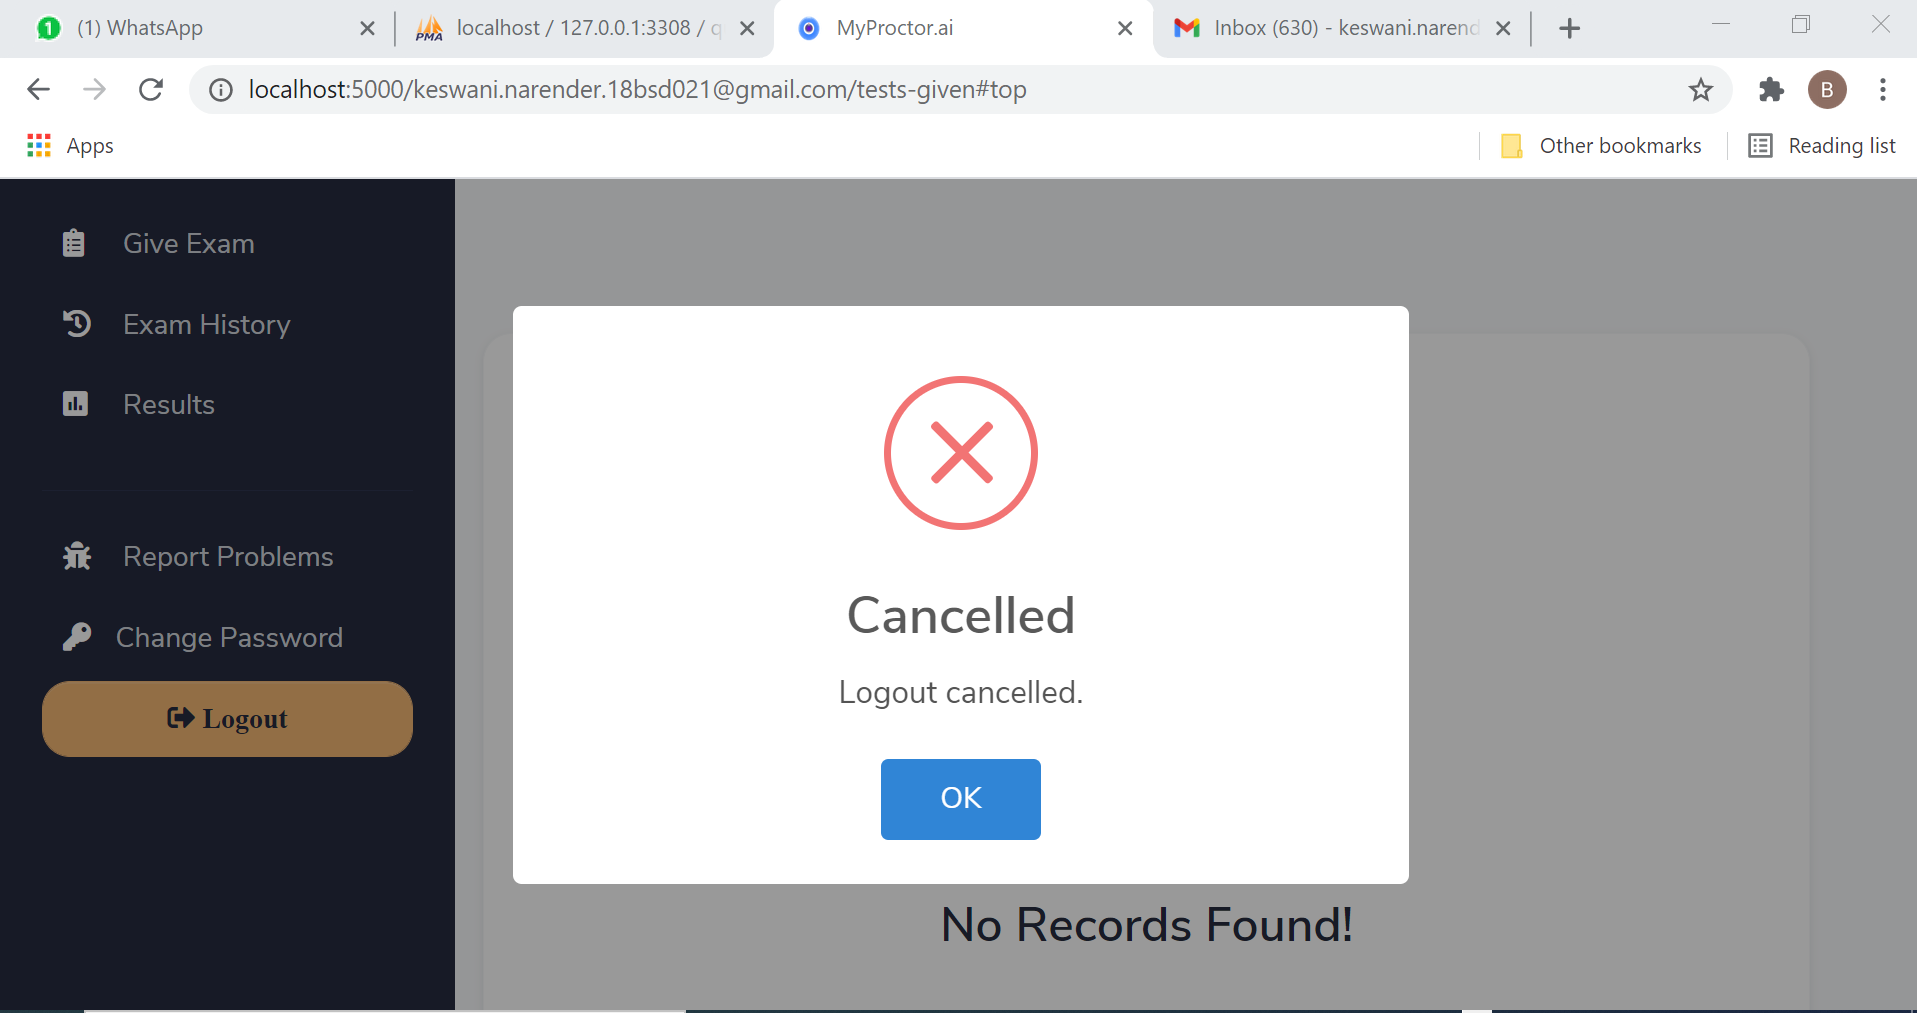 1 (1) WhatsApp
PMA localhost / 127.0.0.1:3308 / q
MyProctor.ai
Inbox (630) - keswani.narend
localhost:5000/keswani.narender.18bsd021@gmail.com/tests-given#top
B
Apps
Other bookmarks
Reading list
Give Exam
Exam History
Results
Report Problems
Change Password
Logout
Cancelled
Logout cancelled.
OK
No Records Found!